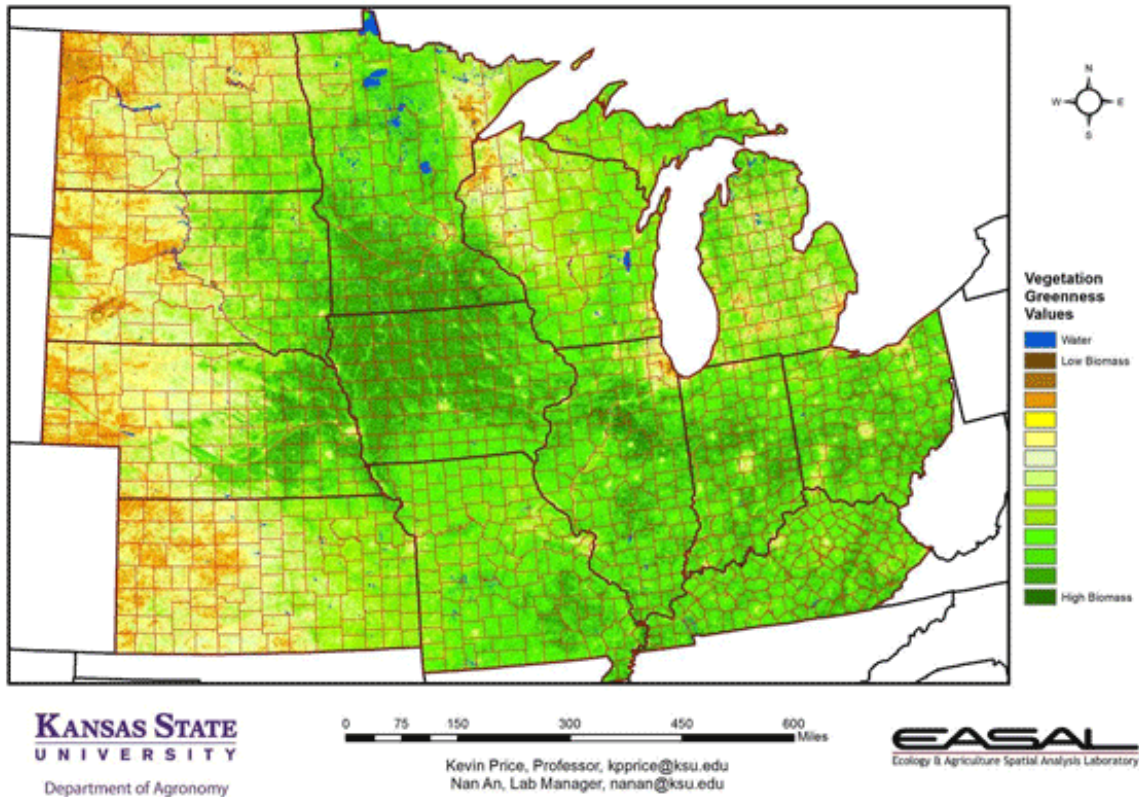 N
W E
S
Vegetation
Greenness
Values
Water
Low Biomass
High Biomass
KANSAS STATE
UNIVERSITY
Department of Agronomy
0 75 150 300 450 600
Miles
Kevin Price, Professor, kpprice@ksu.edu
Nan An, Lab Manager, nanan@ksu.edu
EASAL
Ecology & Agriculture Spatial Analysis Laboratory